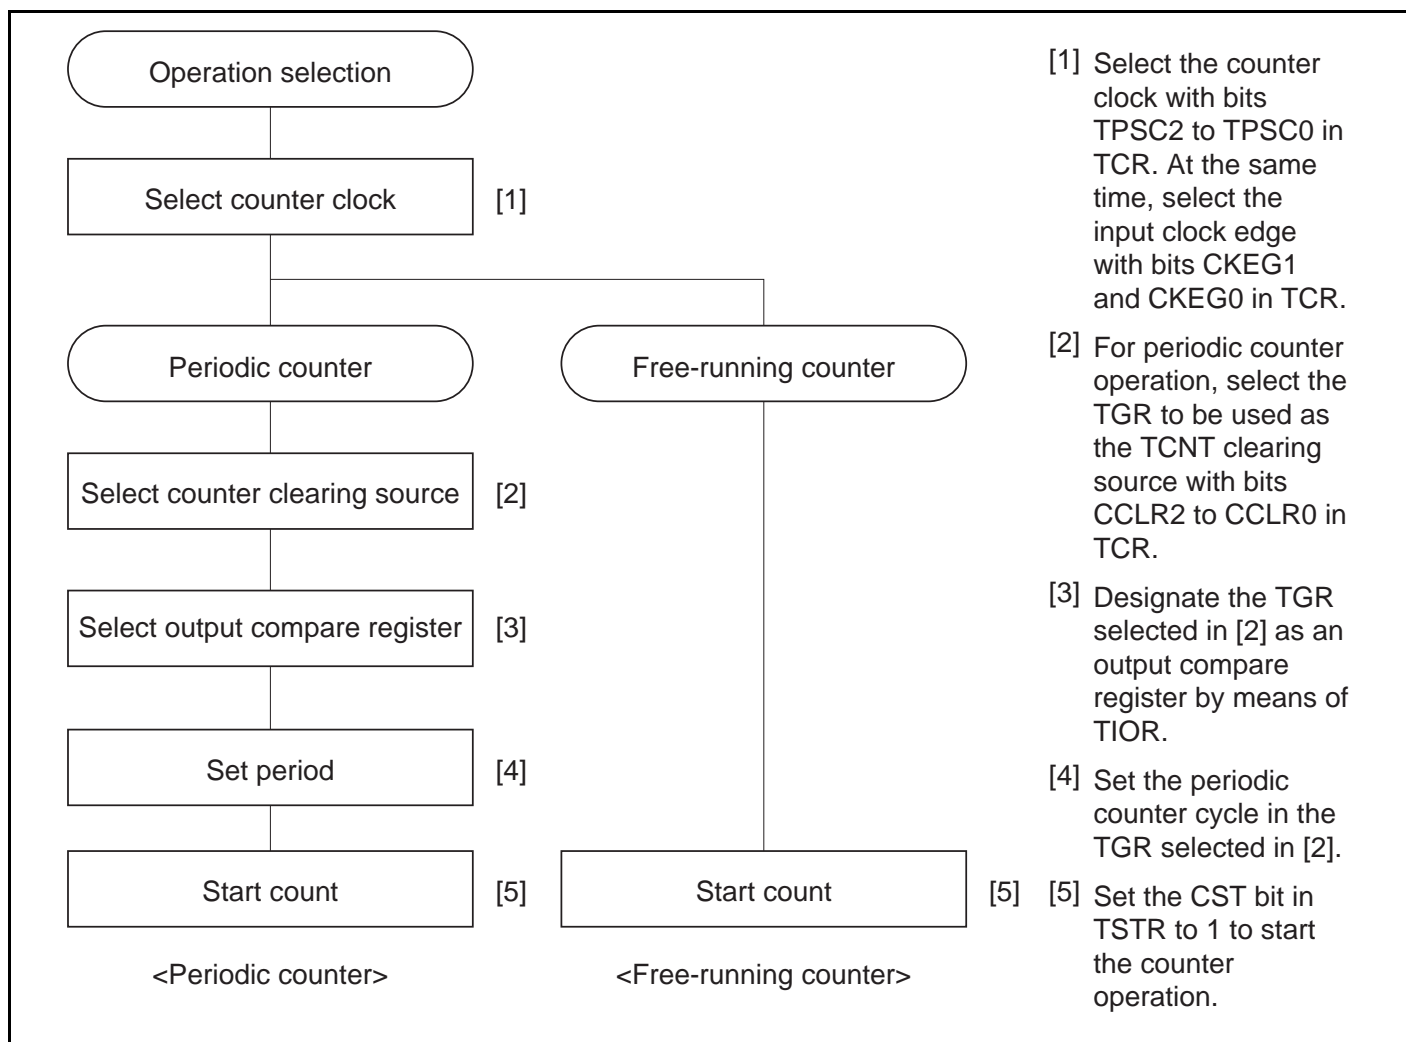 Operation selection
Select counter clock
[1]
Periodic counter
Free-running counter
Select counter clearing source
[2]
Select output compare register
[3]
Set period
[4]
Start count
[5]
Start count
[5]
<Periodic counter>
<Free-running counter>
[1] Select the counter
clock with bits
TPSC2 to TPSC0 in
TCR. At the same
time, select the
input clock edge
with bits CKEG1
and CKEG0 in TCR.
[2] For periodic counter
operation, select the
TGR to be used as
the TCNT clearing
source with bits
CCLR2 to CCLR0 in
TCR.
[3] Designate the TGR
selected in [2] as an
output compare
register by means of
TIOR.
[4] Set the periodic
counter cycle in the
TGR selected in [2].
[5] Set the CST bit in
TSTR to 1 to start
the counter
operation.